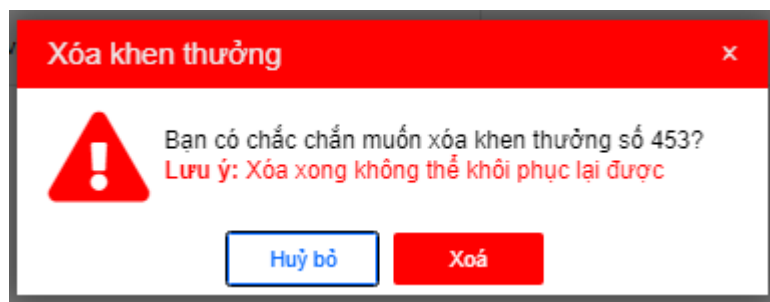 Xóa khen thưởng ×
Bạn có chắc chắn muốn xóa khen thưởng số 453?
Lưu ý: Xóa xong không thể khôi phục lại được
Huỷ bỏ Xoá